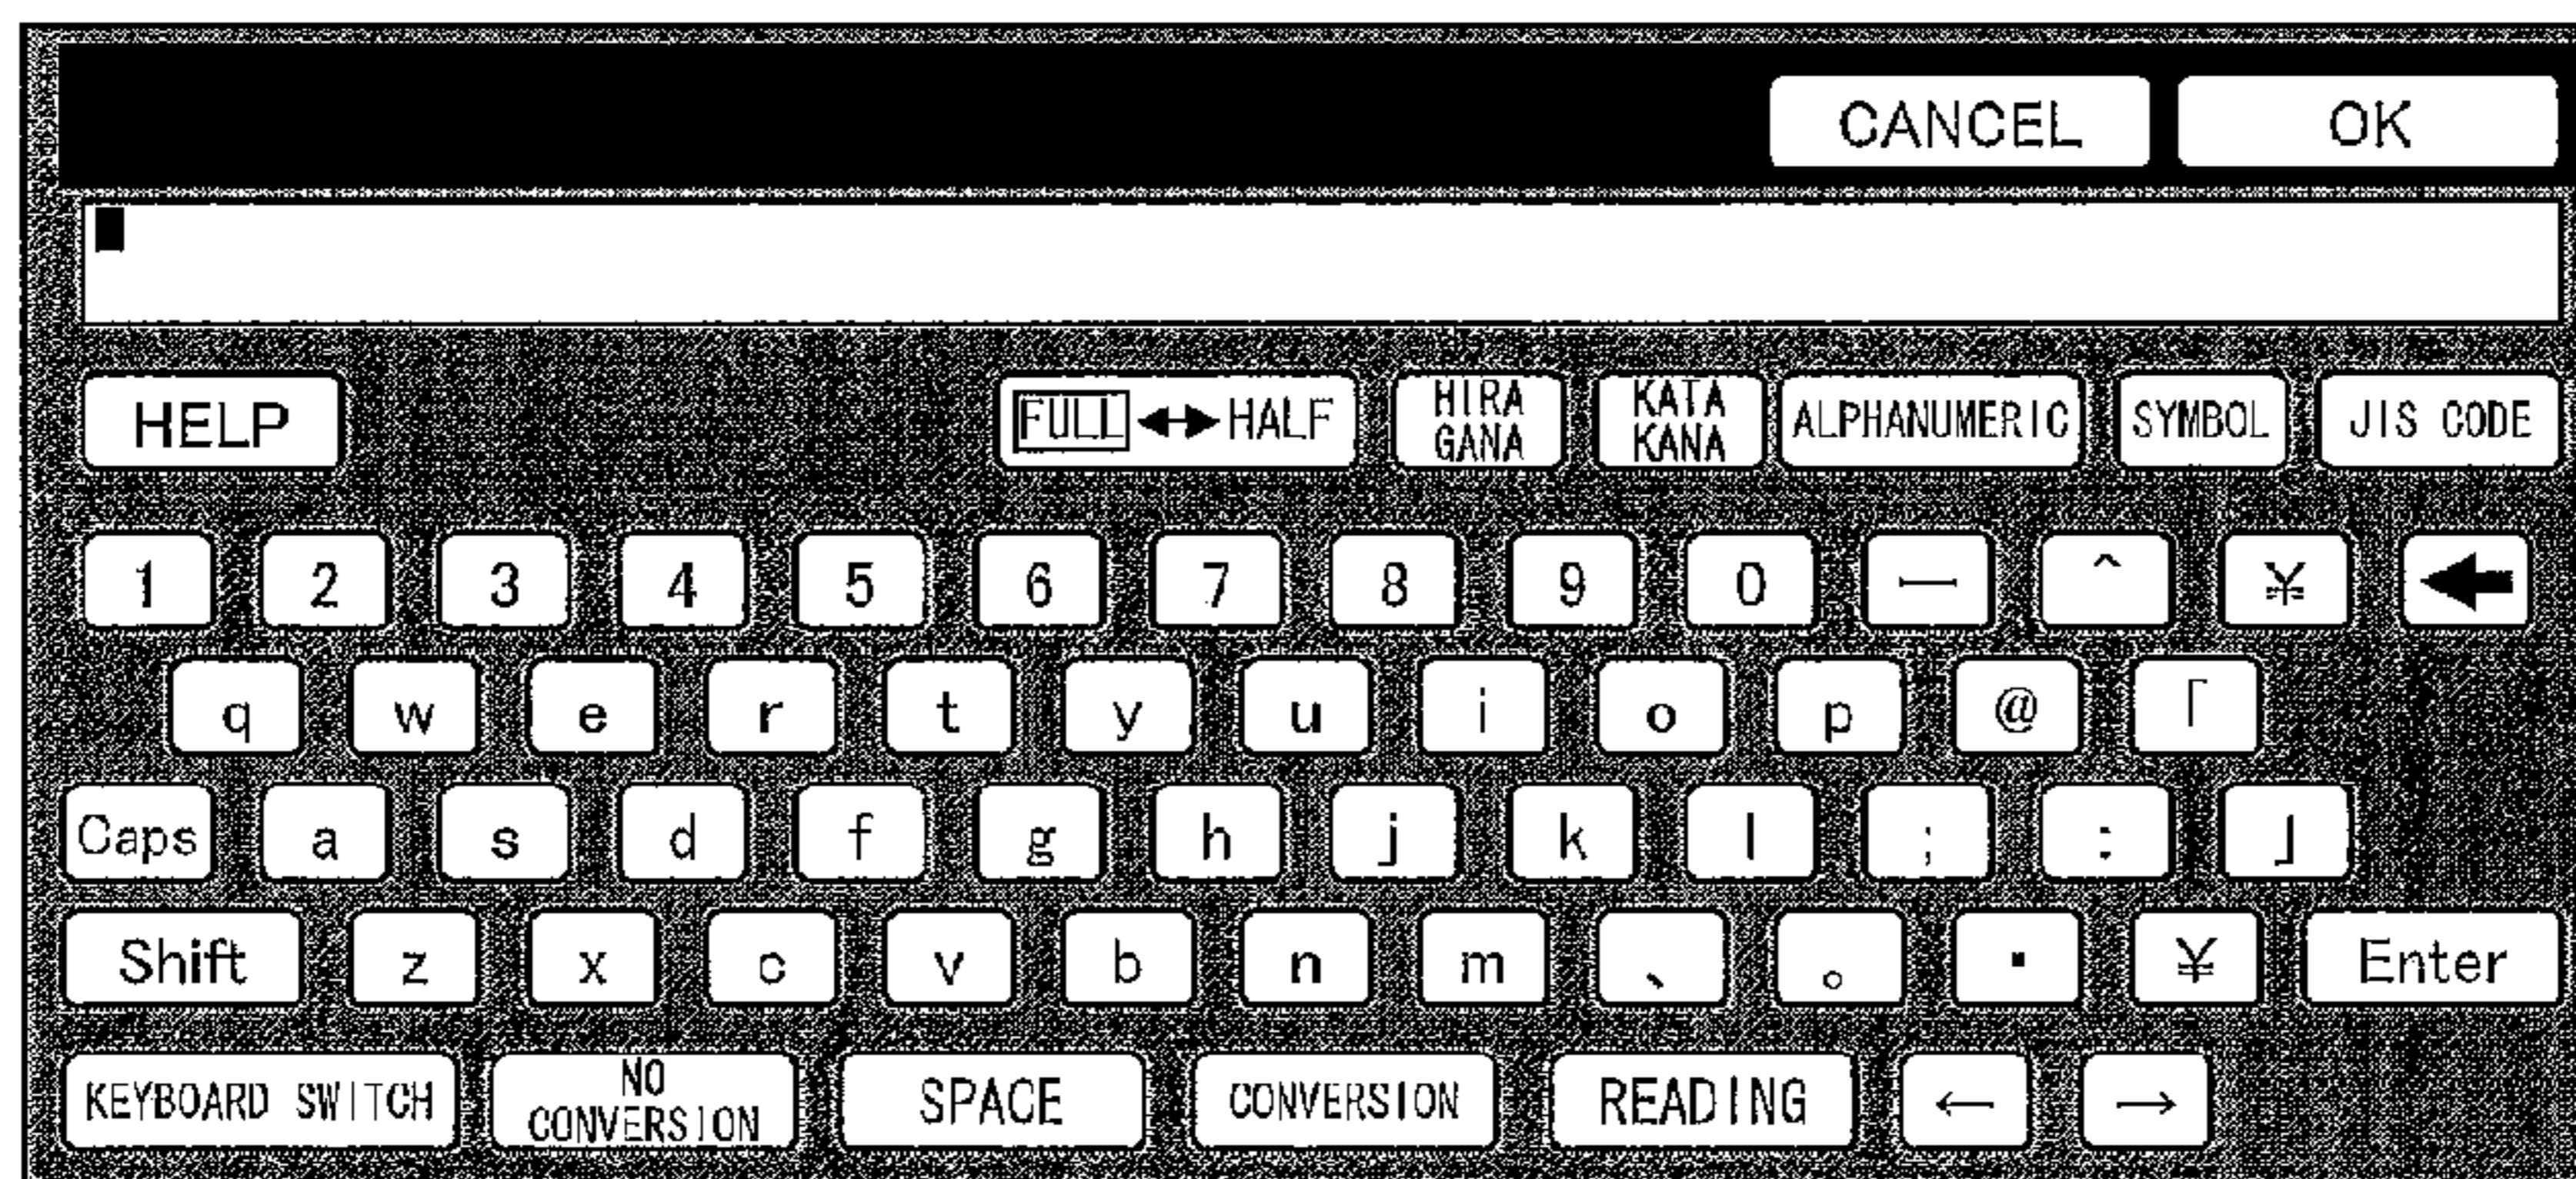 CANCEL OK
HELP FULL ◀▶ HALF HIRA GANA KATA KANA ALPHANUMERIC SYMBOL JIS CODE
1 2 3 4 5 6 7 8 9 0 — ^ ¥ ←
q w e r t y u i o p @ 「
Caps a s d f g h j k l ; : 」
Shift z x c v b n m 、 。 ・ ¥ Enter
KEYBOARD SWITCH NO CONVERSION SPACE CONVERSION READING ← →